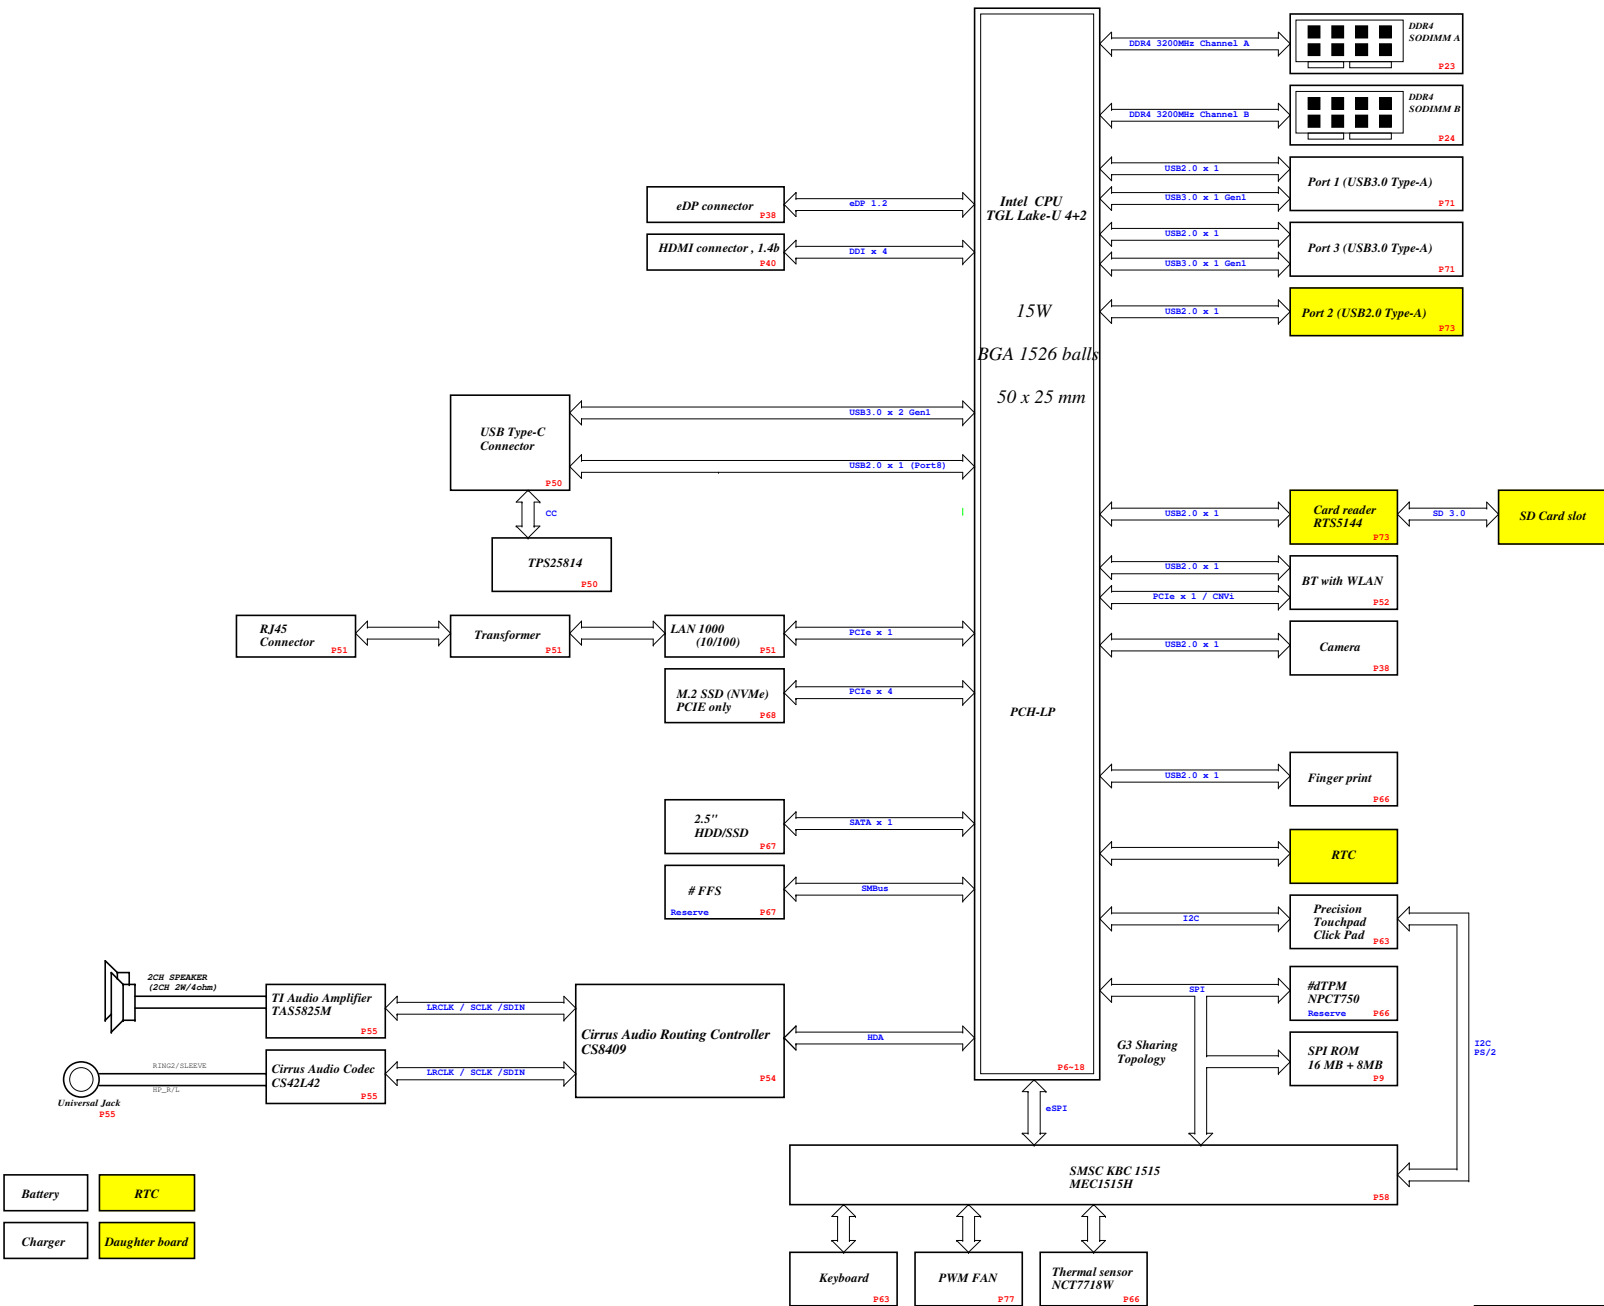 DDR4 3200MHz Channel A
DDR4
SODIMM A
P23
DDR4 3200MHz Channel B
DDR4
SODIMM B
P24
USB2.0 x 1
USB3.0 x 1 Gen1
Port 1 (USB3.0 Type-A)
P71
eDP connector
P38
eDP 1.2
Intel CPU
TGL Lake-U 4+2
HDMI connector , 1.4b
P40
DDI x 4
USB2.0 x 1
USB3.0 x 1 Gen1
Port 3 (USB3.0 Type-A)
P71
15W
USB2.0 x 1
Port 2 (USB2.0 Type-A)
P73
BGA 1526 balls
50 x 25 mm
USB Type-C
Connector
P50
USB3.0 x 2 Gen1
USB2.0 x 1 (Port8)
CC
TPS25814
P50
USB2.0 x 1
Card reader
RTS5144
P73
SD 3.0
SD Card slot
USB2.0 x 1
PCIe x 1 / CNVi
BT with WLAN
P52
RJ45
Connector
P51
Transformer
P51
LAN 1000
(10/100)
P51
PCIe x 1
USB2.0 x 1
Camera
P38
M.2 SSD (NVMe)
PCIE only
P68
PCIe x 4
PCH-LP
USB2.0 x 1
Finger print
P66
2.5"
HDD/SSD
P67
SATA x 1
RTC
# FFS
Reserve
P67
SMBus
I2C
Precision
Touchpad
Click Pad
P63
2CH SPEAKER
(2CH 2W/4ohm)
TI Audio Amplifier
TAS5825M
P55
LRCLK / SCLK /SDIN
Cirrus Audio Routing Controller
CS8409
P54
HDA
SPI
#dTPM
NPCT750
Reserve
P66
G3 Sharing
Topology
SPI ROM
16 MB + 8MB
P9
I2C
PS/2
P6~18
RING2/SLEEVE
HP_R/L
Universal Jack
P55
Cirrus Audio Codec
CS42L42
P55
LRCLK / SCLK /SDIN
eSPI
SMSC KBC 1515
MEC1515H
P58
Battery
RTC
Charger
Daughter board
Keyboard
P63
PWM FAN
P77
Thermal sensor
NCT7718W
P66